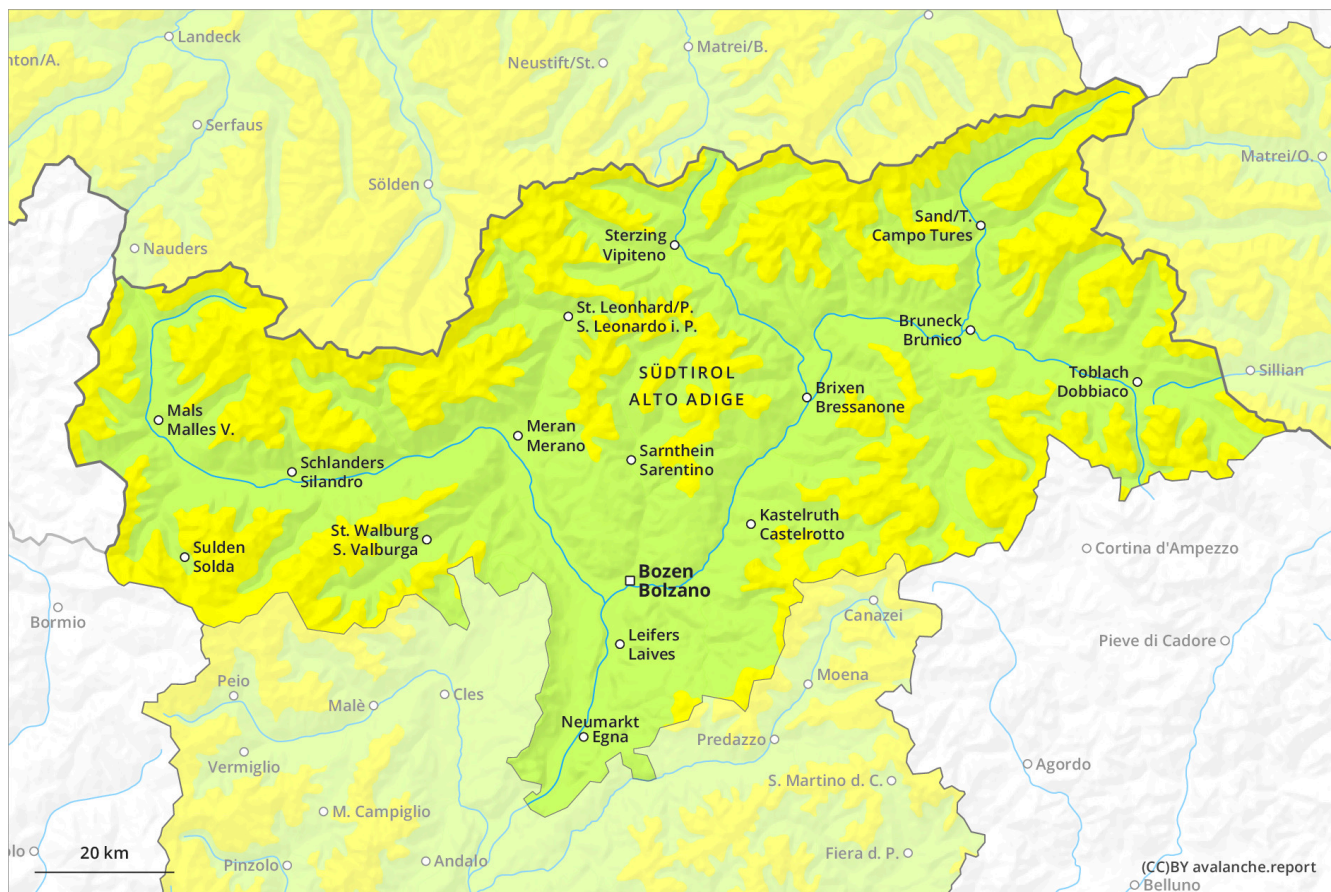 Landeck
nton/A.
Matrei/B.
Neustift/St.
Serfaus
Matrei/O.
Sölden
Nauders
Sand/T.
Campo Tures
Sterzing
Vipiteno
St. Leonhard/P.
S. Leonardo i. P.
Bruneck
Brunico
SÜDTIROL
ALTO ADIGE
Toblach
Dobbiaco
Sillian
Brixen
Bressanone
Mals
Malles V.
Meran
Merano
Sarnthein
Sarentino
Schlanders
Silandro
Kastelruth
Castelrotto
St. Walburg
S. Valburga
Sulden
Solda
Cortina d'Ampezzo
Bozen
Bolzano
Bormio
Canazei
Leifers
Laives
Pieve di Cadore
Peio
Moena
Cles
Malè
Neumarkt
Egna
Predazzo
Vermiglio
Agordo
S. Martino d. C.
M. Campiglio
olo
20 km
Pinzolo
Andalo
Fiera d. P.
(CC)BY avalanche.report
Belluno